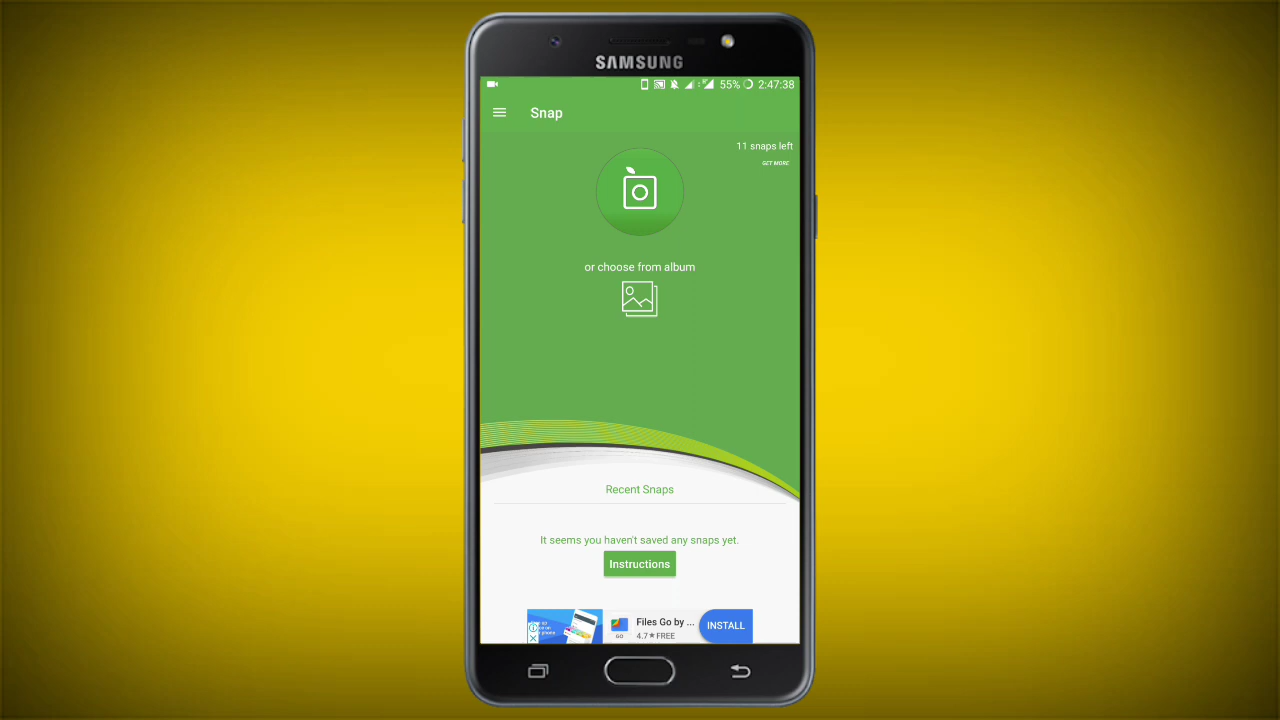 SAMSUNG
55% 2:47:38
Snap
11 snaps left
GET MORE
or choose from album
Recent Snaps
It seems you haven't saved any snaps yet.
Instructions
Files Go by ...
INSTALL
GO
4.7★FREE